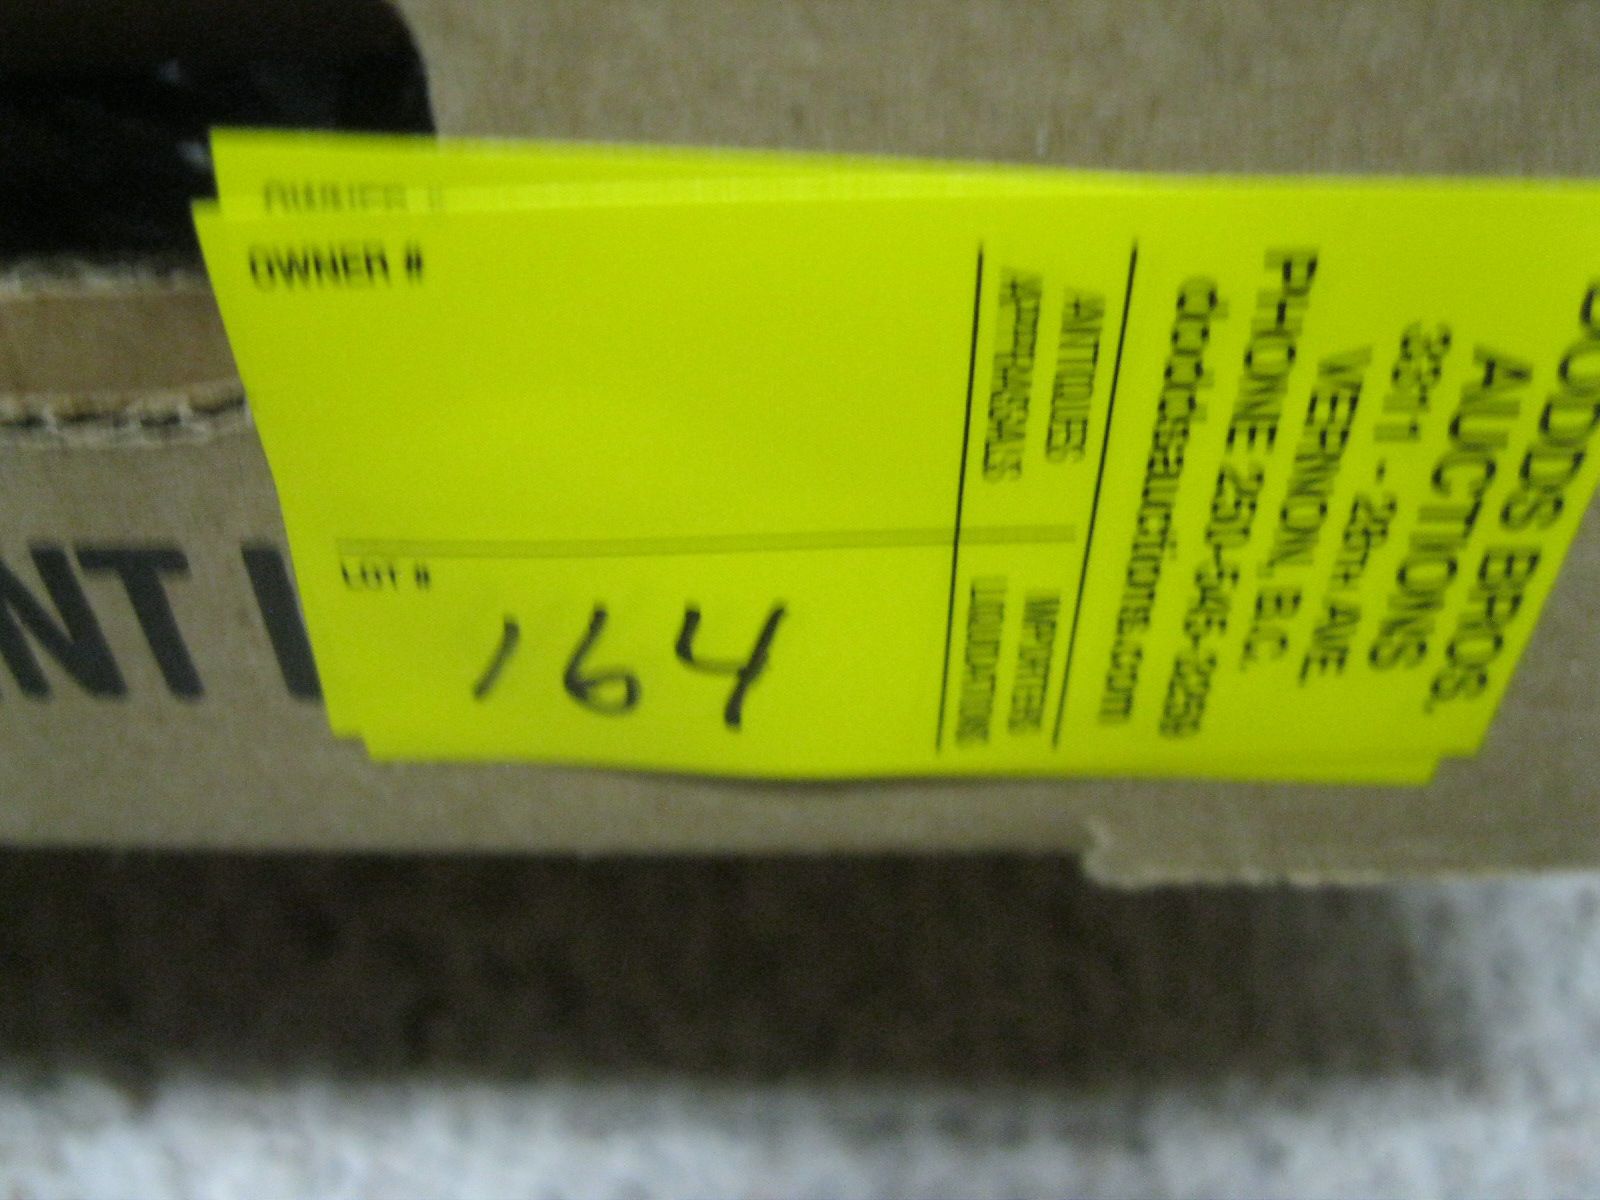 OWNER #
OWNER #
LOT #
164
DODDS BROS.
AUCTIONS
3311 - 28TH AVE
VERNON, B.C.
PHONE 250-545-3259
doddsauctions.com
ANTIQUES IMPORTERS
APPRAISALS LIQUIDATIONS
NT